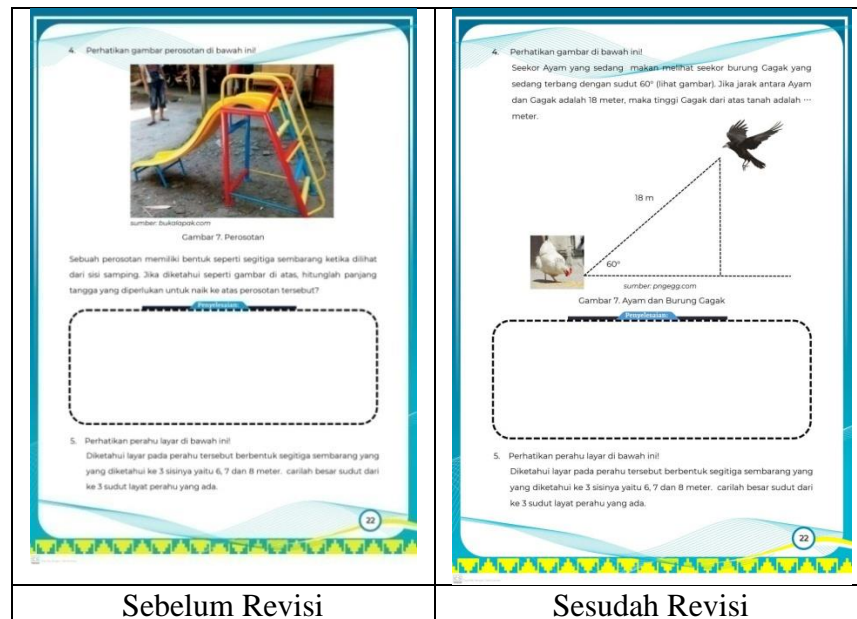 4. Perhatikan gambar perosotan di bawah ini!
sumber: bukalapak.com
Gambar 7. Perosotan
Sebuah perosotan memiliki bentuk seperti segitiga sembarang ketika dilihat
dari sisi samping. Jika diketahui seperti gambar di atas, hitunglah panjang
tangga yang diperlukan untuk naik ke atas perosotan tersebut?
Penyelesaian:
5. Perhatikan perahu layar di bawah ini!
Diketahui layar pada perahu tersebut berbentuk segitiga sembarang yang
yang diketahui ke 3 sisinya yaitu 6, 7 dan 8 meter. carilah besar sudut dari
ke 3 sudut layat perahu yang ada.
22
Sebelum Revisi
4. Perhatikan gambar di bawah ini!
Seekor Ayam yang sedang makan melihat seekor burung Gagak yang
sedang terbang dengan sudut 60° (lihat gambar). Jika jarak antara Ayam
dan Gagak adalah 18 meter, maka tinggi Gagak dari atas tanah adalah ...
meter.
18 m
60°
sumber: pngegg.com
Gambar 7. Ayam dan Burung Gagak
Penyelesaian:
5. Perhatikan perahu layar di bawah ini!
Diketahui layar pada perahu tersebut berbentuk segitiga sembarang yang
yang diketahui ke 3 sisinya yaitu 6, 7 dan 8 meter. carilah besar sudut dari
ke 3 sudut layat perahu yang ada.
22
Sesudah Revisi